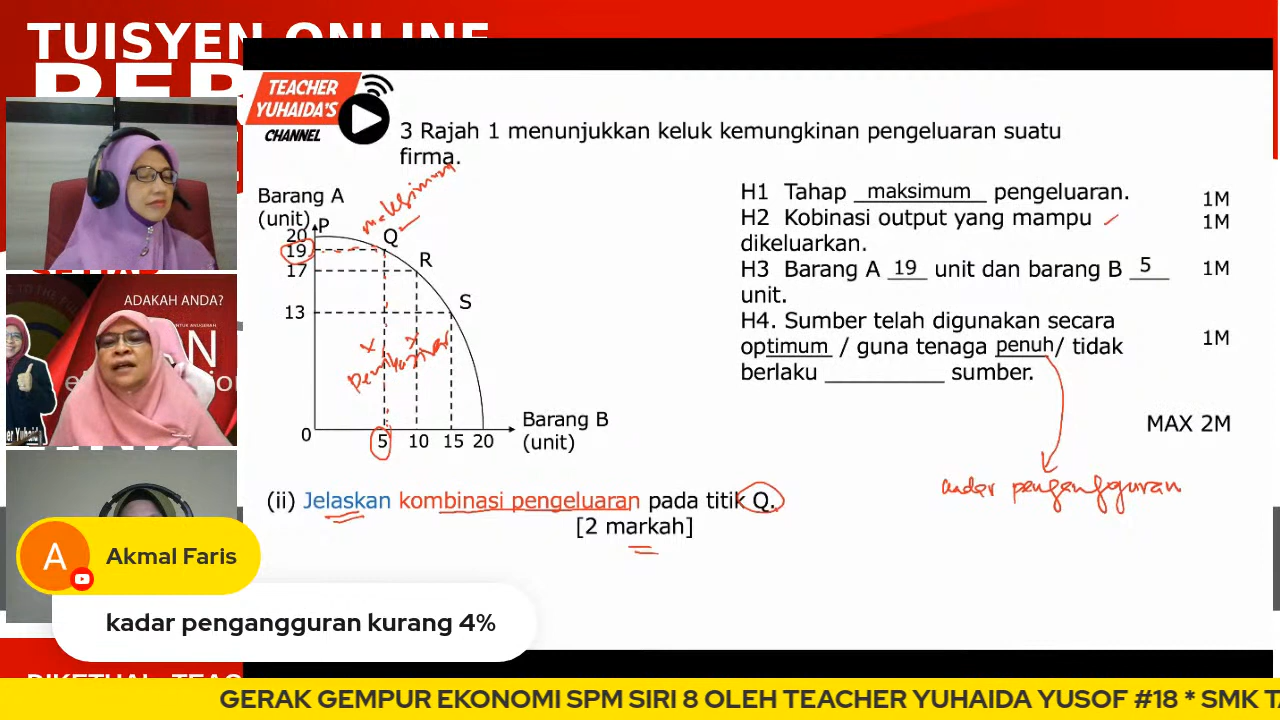 TUISYEN ONLINE
TEACHER
YUHAIDA'S
CHANNEL
3 Rajah 1 menunjukkan keluk kemungkinan pengeluaran suatu
firma.
Barang A
(unit)
maksimum
20 P
19 Q
17 R
13 S
pembaziran
0 5 10 15 20
Barang B
(unit)
H1 Tahap maksimum pengeluaran. 1M
H2 Kobinasi output yang mampu 1M
dikeluarkan.
H3 Barang A 19 unit dan barang B 5 1M
unit.
H4. Sumber telah digunakan secara
optimum / guna tenaga penuh/ tidak 1M
berlaku __________ sumber.
MAX 2M
kadar pengangguran
(ii) Jelaskan kombinasi pengeluaran pada titik Q.
[2 markah]
ADAKAH ANDA?
A
Akmal Faris
kadar pengangguran kurang 4%
GERAK GEMPUR EKONOMI SPM SIRI 8 OLEH TEACHER YUHAIDA YUSOF #18 * SMK TA